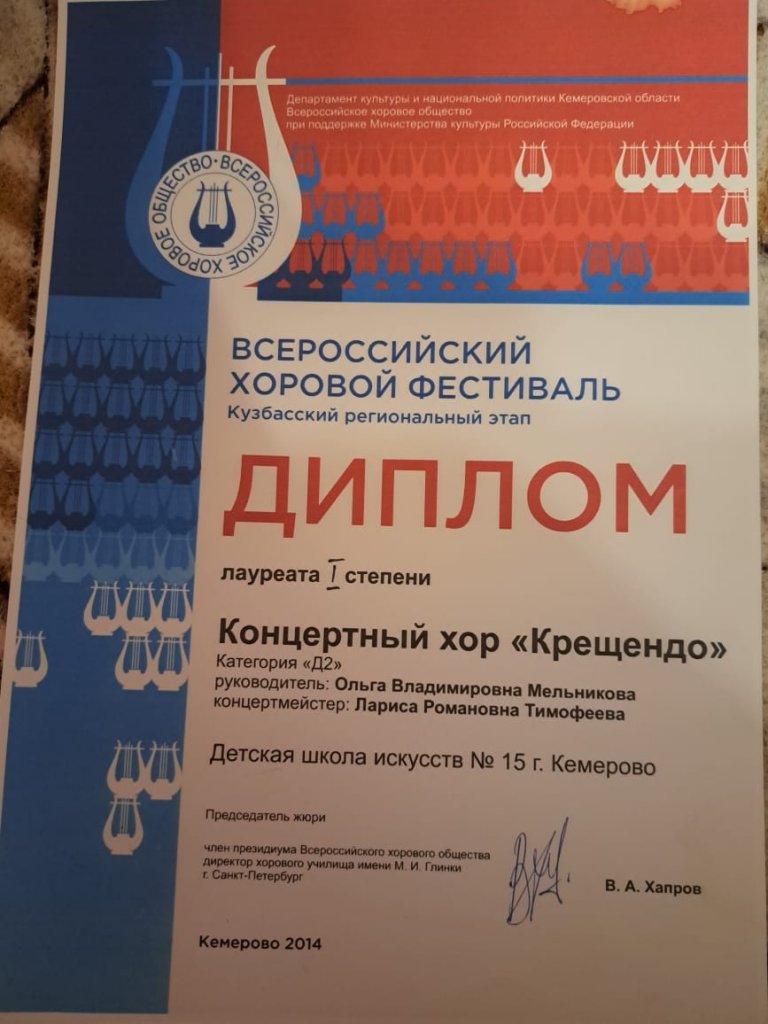 Департамент культуры и национальной политики Кемеровской области
Всероссийское хоровое общество
при поддержке Министерства культуры Российской Федерации
ВСЕРОССИЙСКОЕ ХОРОВОЕ ОБЩЕСТВО
ВСЕРОССИЙСКИЙ
ХОРОВОЙ ФЕСТИВАЛЬ
Кузбасский региональный этап
ДИПЛОМ
лауреата I степени
Концертный хор «Крещендо»
Категория «Д2»
руководитель: Ольга Владимировна Мельникова
концертмейстер: Лариса Романовна Тимофеева
Детская школа искусств № 15 г. Кемерово
Председатель жюри
член президиума Всероссийского хорового общества
директор хорового училища имени М. И. Глинки
г. Санкт-Петербург
В. А. Хапров
Кемерово 2014